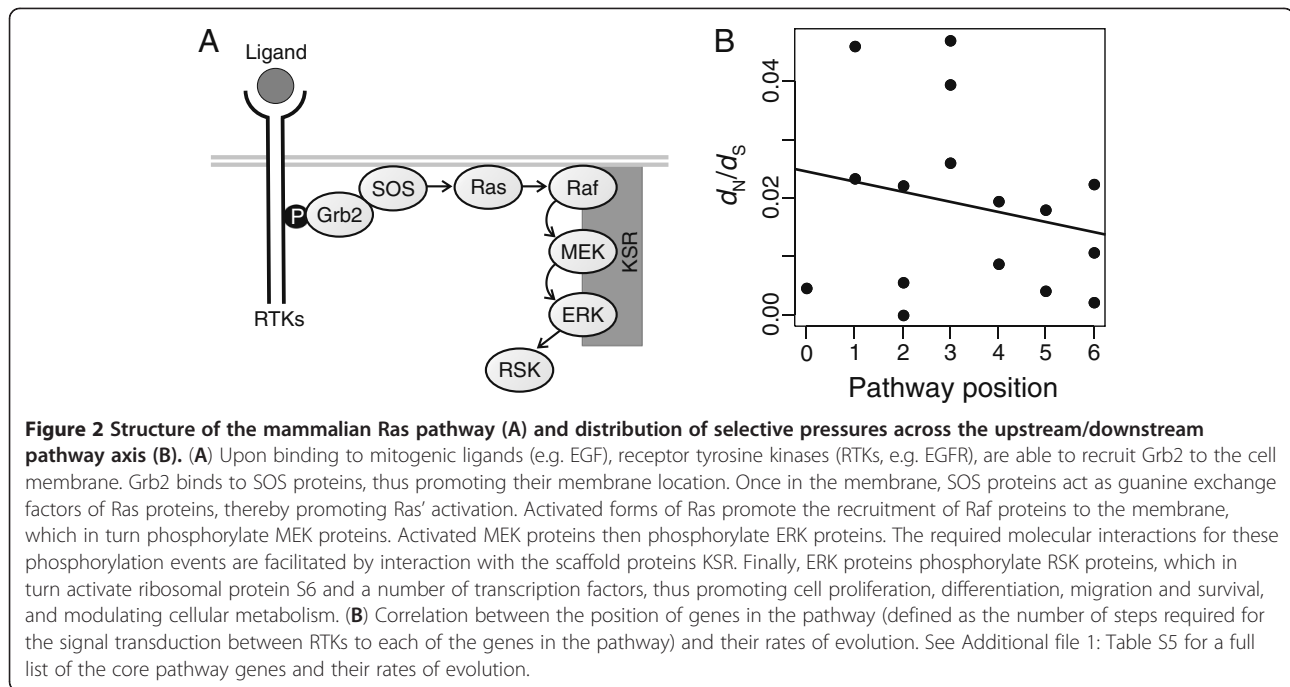 A
Ligand
SOS
Ras
Raf
P
Grb2
MEK
KSR
ERK
RTKs
RSK
B
0.04
0.02
0.00
dN/dS
0 1 2 3 4 5 6
Pathway position
Figure 2 Structure of the mammalian Ras pathway (A) and distribution of selective pressures across the upstream/downstream
pathway axis (B). (A) Upon binding to mitogenic ligands (e.g. EGF), receptor tyrosine kinases (RTKs, e.g. EGFR), are able to recruit Grb2 to the cell
membrane. Grb2 binds to SOS proteins, thus promoting their membrane location. Once in the membrane, SOS proteins act as guanine exchange
factors of Ras proteins, thereby promoting Ras' activation. Activated forms of Ras promote the recruitment of Raf proteins to the membrane,
which in turn phosphorylate MEK proteins. Activated MEK proteins then phosphorylate ERK proteins. The required molecular interactions for these
phosphorylation events are facilitated by interaction with the scaffold proteins KSR. Finally, ERK proteins phosphorylate RSK proteins, which in
turn activate ribosomal protein S6 and a number of transcription factors, thus promoting cell proliferation, differentiation, migration and survival,
and modulating cellular metabolism. (B) Correlation between the position of genes in the pathway (defined as the number of steps required for
the signal transduction between RTKs to each of the genes in the pathway) and their rates of evolution. See Additional file 1: Table S5 for a full
list of the core pathway genes and their rates of evolution.